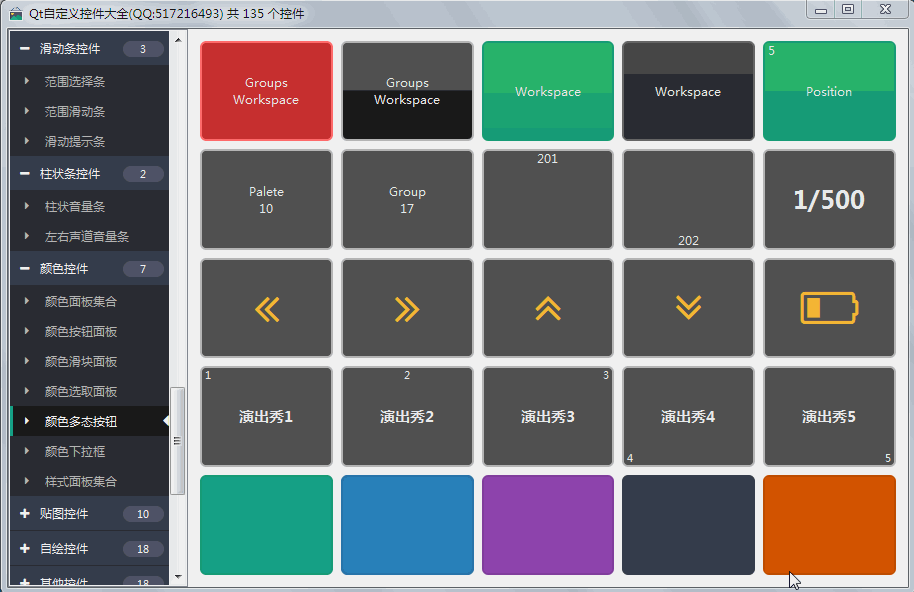 Qt自定义控件大全(QQ:517216493) 共 135 个控件
滑动条控件 3
范围选择条
范围滑动条
滑动提示条
柱状条控件 2
柱状音量条
左右声道音量条
颜色控件 7
颜色面板集合
颜色按钮面板
颜色滑块面板
颜色选取面板
颜色多态按钮
颜色下拉框
样式面板集合
贴图控件 10
自绘控件 18
其他控件 18
Groups
Workspace
Groups
Workspace
Workspace
Workspace
5
Position
Palete
10
Group
17
201
202
1/500
1
演出秀1
2
演出秀2
3
演出秀3
演出秀4
4
演出秀5
5